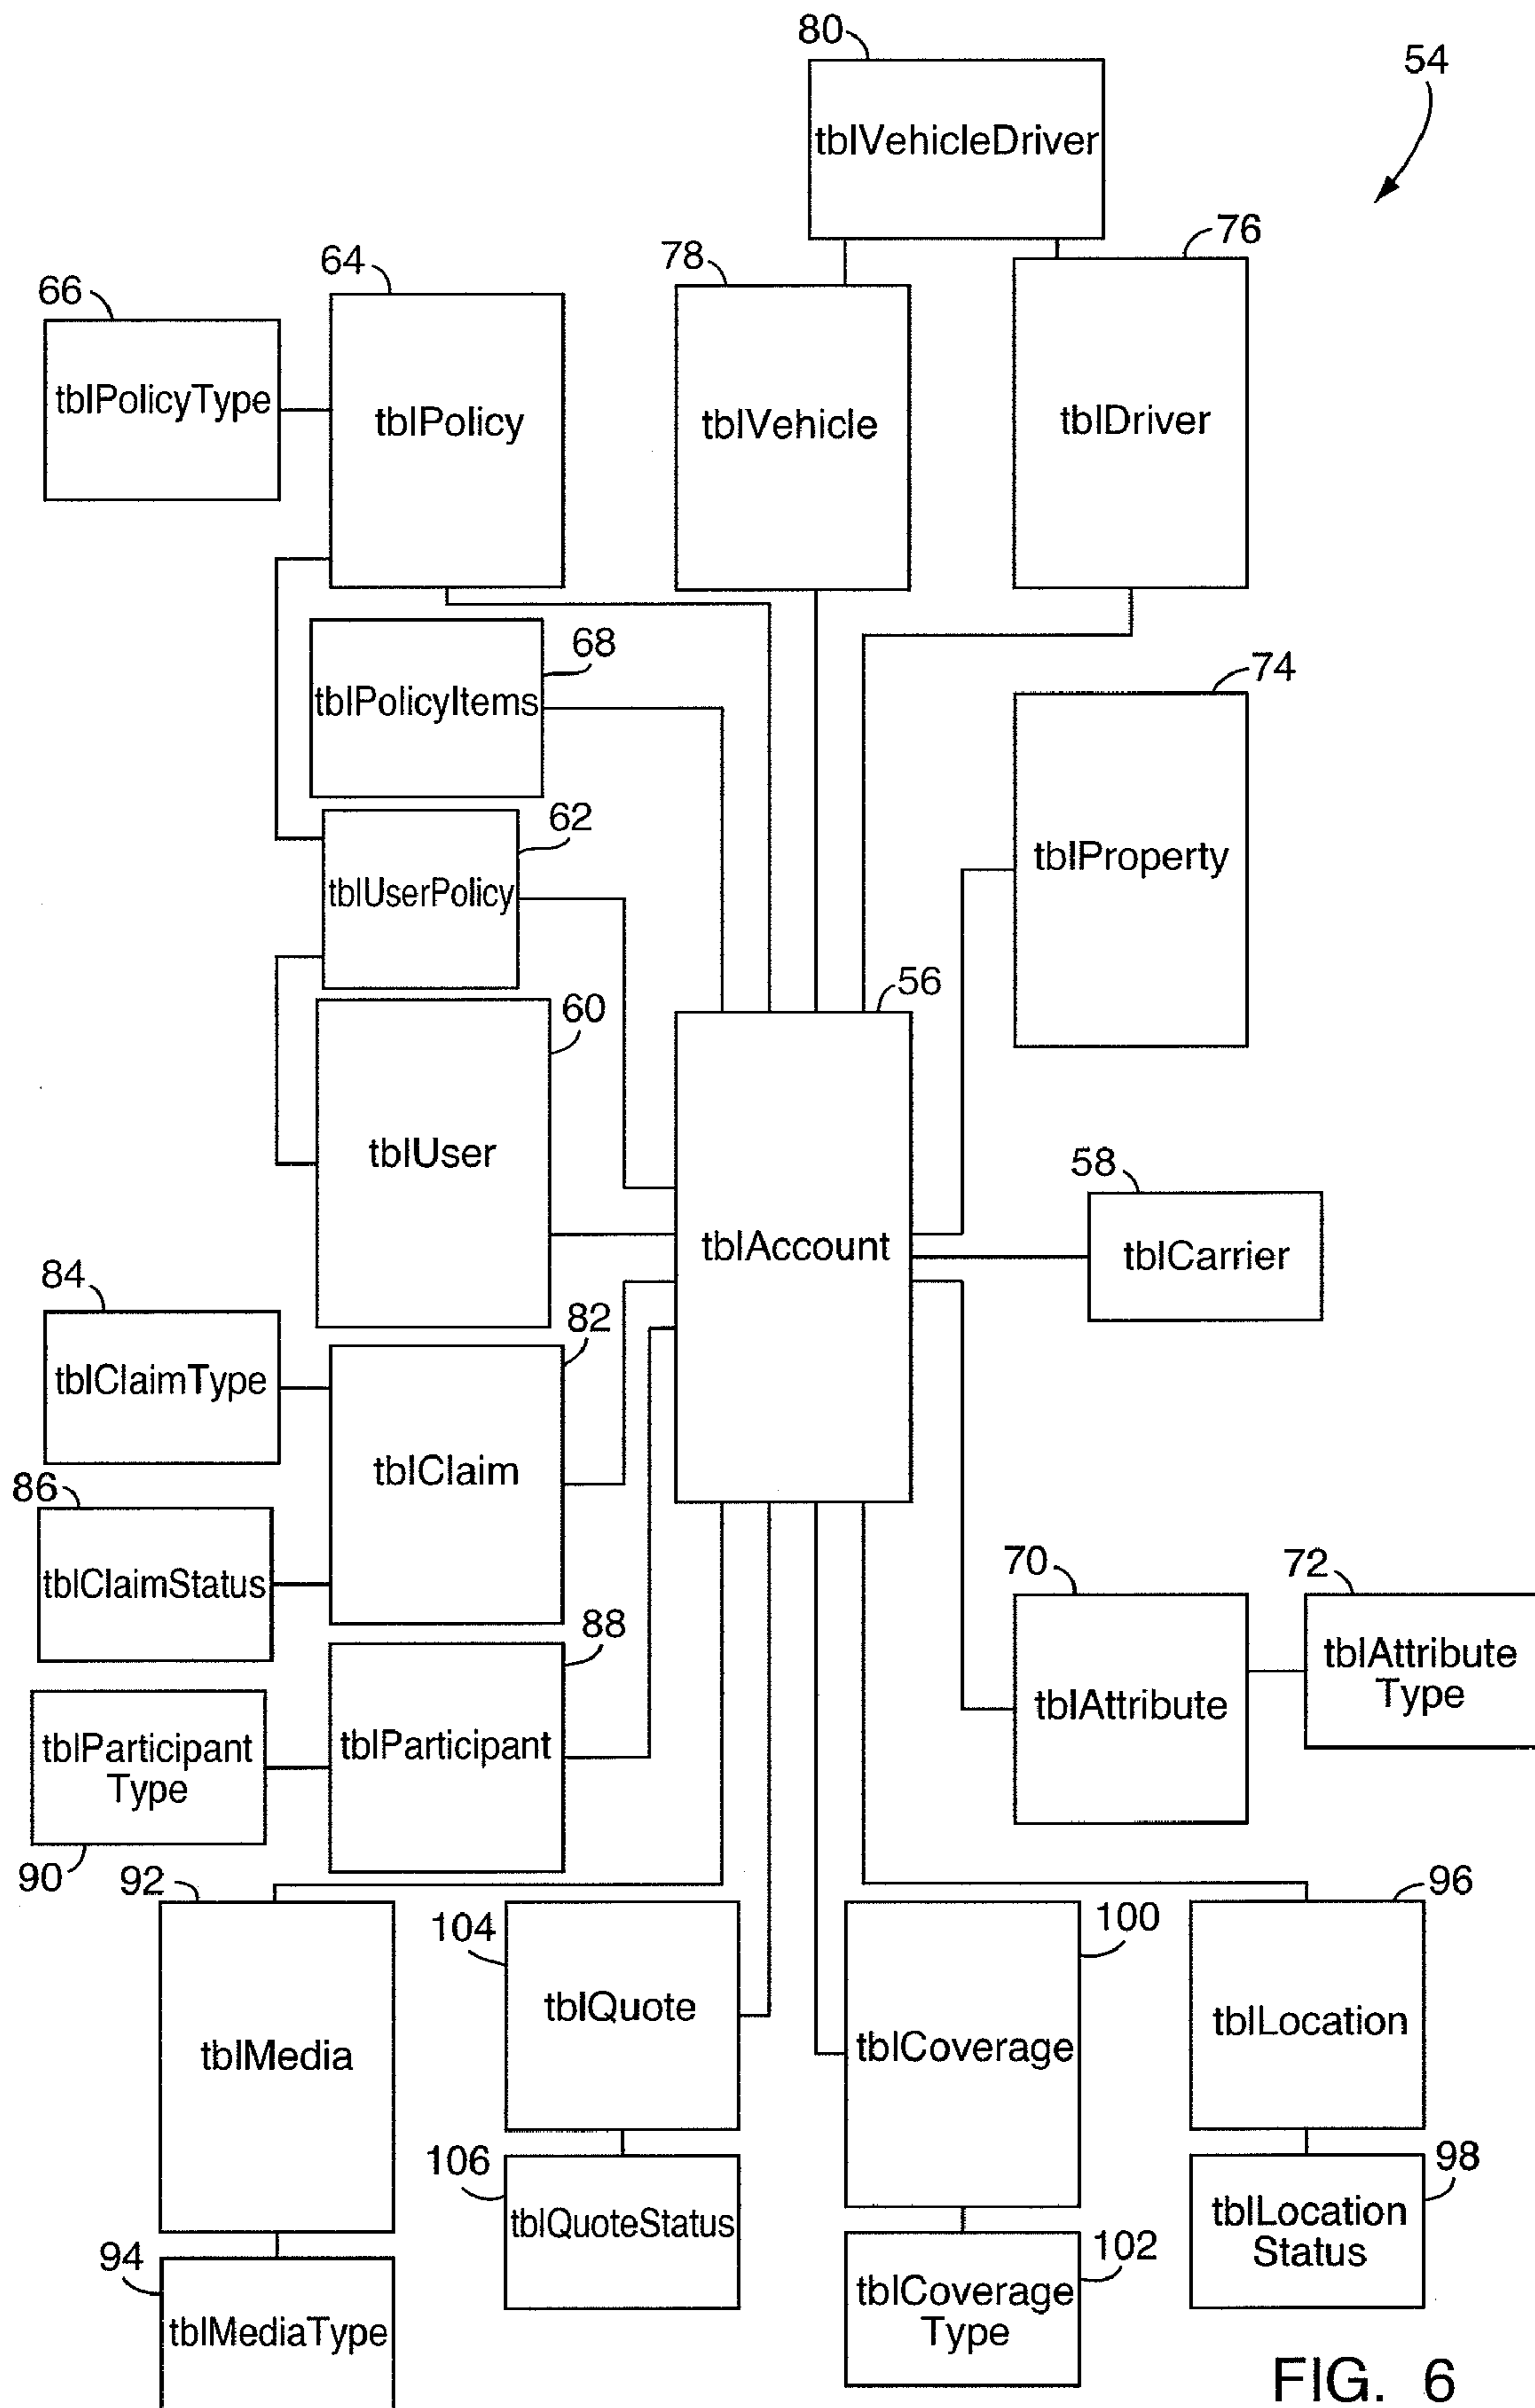 80
54
tblVehicleDriver
76
78
64
66
tblPolicyType
tblPolicy
tblVehicle
tblDriver
68
74
tblPolicyItems
62
tblProperty
tblUserPolicy
56
60
tblUser
58
tblAccount
tblCarrier
84
82
tblClaimType
tblClaim
86
70
72
tblClaimStatus
88
tblAttribute
Type
tblAttribute
tblParticipant
Type
tblParticipant
90
92
96
104
100
tblQuote
tblLocation
tblMedia
tblCoverage
106
98
tblQuoteStatus
tblLocation
Status
94
102
tblCoverage
Type
tblMediaType
FIG. 6